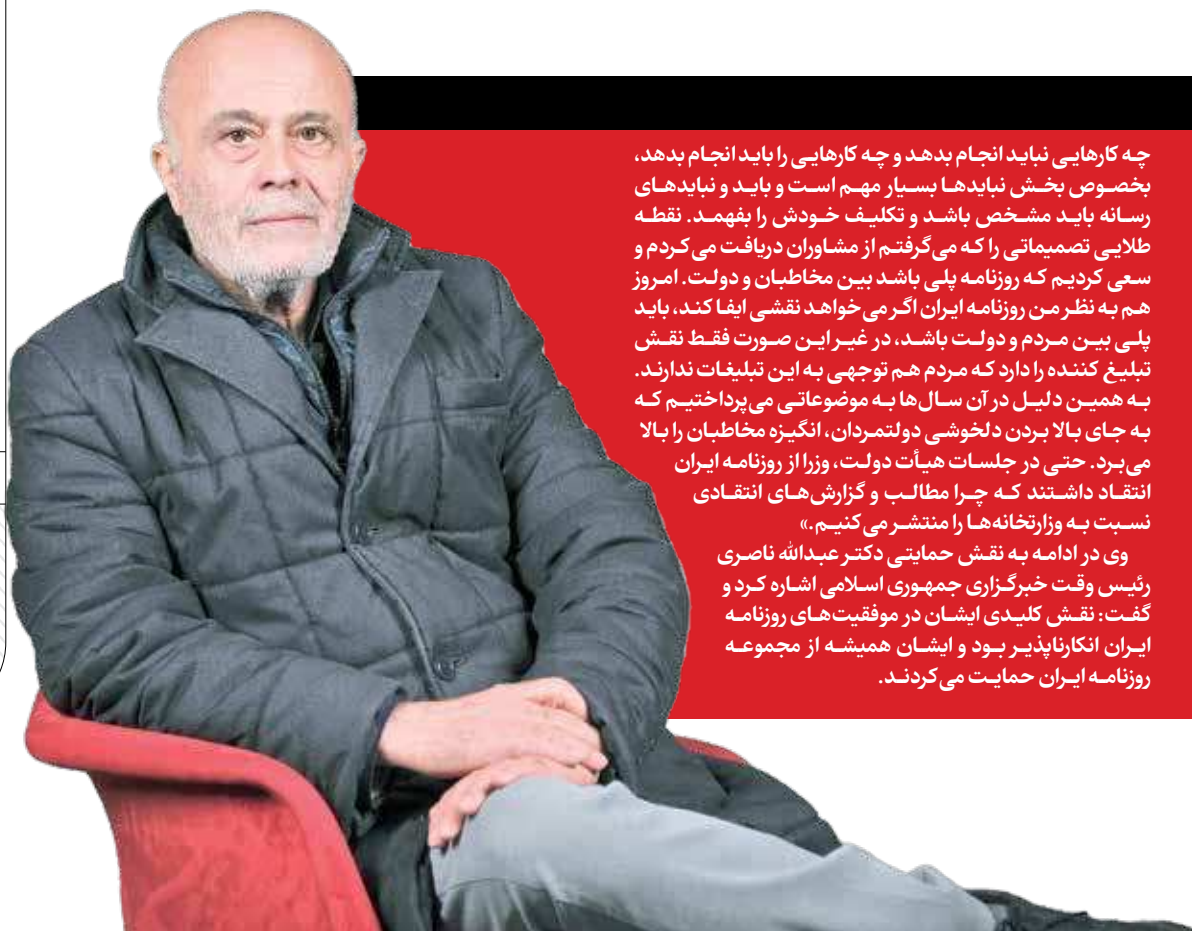 چه کارهایی نباید انجام بدهد و چه کارهایی را باید انجام بدهد،
بخصوص بخش نبایدها بسیار مهم است و باید و نبایدهای
رسانه باید مشخص باشد و تکلیف خودش را بفهمد. نقطه
طلایی تصمیماتی را که می‌گرفتم از مشاوران دریافت می‌کردم و
سعی کردیم که روزنامه پلی باشد بین مخاطبان و دولت. امروز
هم به نظر من روزنامه ایران اگر می‌خواهد نقشی ایفا کند، باید
پلی بین مردم و دولت باشد، در غیر این صورت فقط نقش
تبلیغ کننده را دارد که مردم هم توجهی به این تبلیغات ندارند.
به همین دلیل در آن سال‌ها به موضوعاتی می‌پرداختیم که
به جای بالا بردن دلخوشی دولتمردان، انگیزه مخاطبان را بالا
می‌برد. حتی در جلسات هیأت دولت، وزرا از روزنامه ایران
انتقاد داشتند که چرا مطالب و گزارش‌های انتقادی
نسبت به وزارتخانه‌ها را منتشر می‌کنیم.»
وی در ادامه به نقش حمایتی دکتر عبدالله ناصری
رئیس وقت خبرگزاری جمهوری اسلامی اشاره کرد و
گفت: نقش کلیدی ایشان در موفقیت‌های روزنامه
ایران انکارناپذیر بود و ایشان همیشه از مجموعه
روزنامه ایران حمایت می‌کردند.